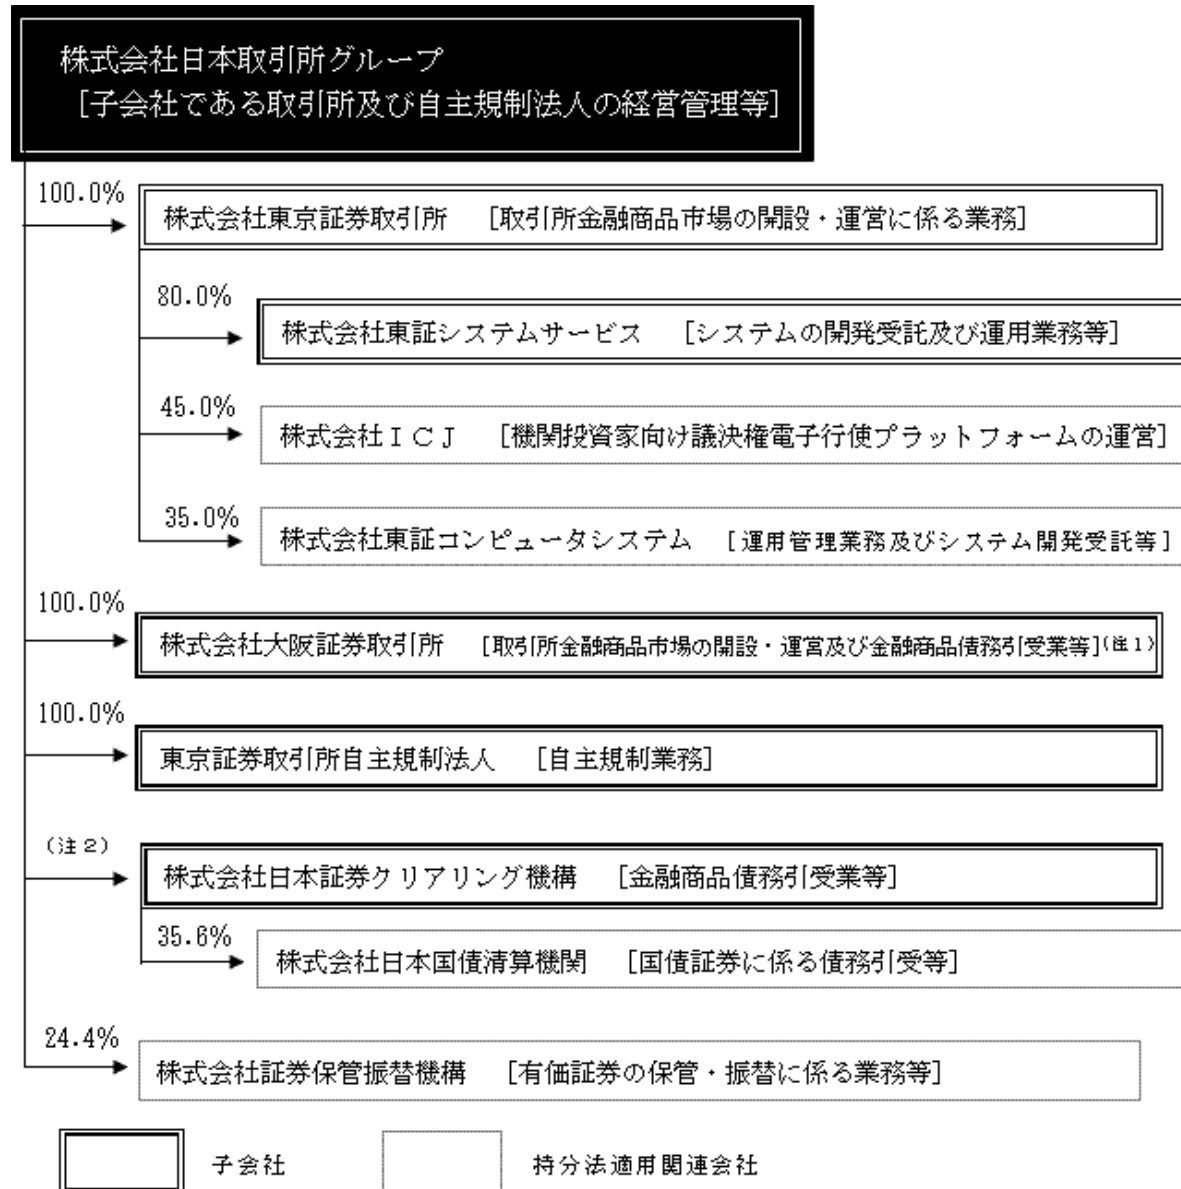 株式会社日本取引所グループ
[子会社である取引所及び自主規制法人の経営管理等]
100.0%
株式会社東京証券取引所　[取引所金融商品市場の開設・運営に係る業務]
80.0%
株式会社東証システムサービス　[システムの開発受託及び運用業務等]
45.0%
株式会社ＩＣＪ　[機関投資家向け議決権電子行使プラットフォームの運営]
35.0%
株式会社東証コンピュータシステム　[運用管理業務及びシステム開発受託等]
100.0%
株式会社大阪証券取引所　[取引所金融商品市場の開設・運営及び金融商品債務引受業等](注1)
100.0%
東京証券取引所自主規制法人　[自主規制業務]
(注2)
株式会社日本証券クリアリング機構　[金融商品債務引受業等]
35.6%
株式会社日本国債清算機関　[国債証券に係る債務引受等]
24.4%
株式会社証券保管振替機構　[有価証券の保管・振替に係る業務等]
子会社　持分法適用関連会社